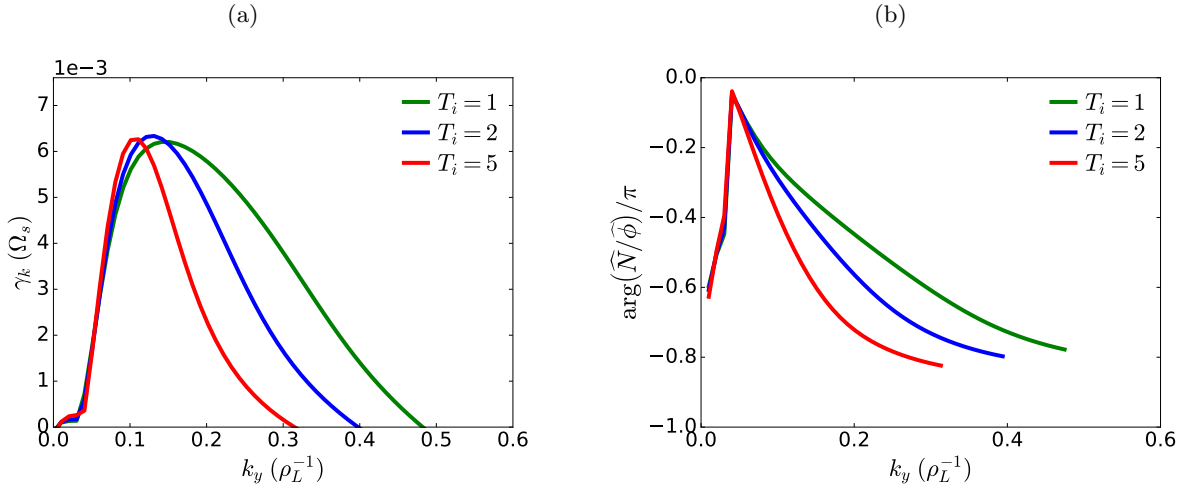 (a)
1e−3
7
6
5
4
3
2
1
0
0.0 0.1 0.2 0.3 0.4 0.5 0.6
γ_k (Ω_s)
k_y (ρ_L^{-1})
T_i = 1
T_i = 2
T_i = 5
(b)
0.0
−0.2
−0.4
−0.6
−0.8
−1.0
0.0 0.2 0.4 0.6
arg(N̂/φ̂)/π
k_y (ρ_L^{-1})
T_i = 1
T_i = 2
T_i = 5